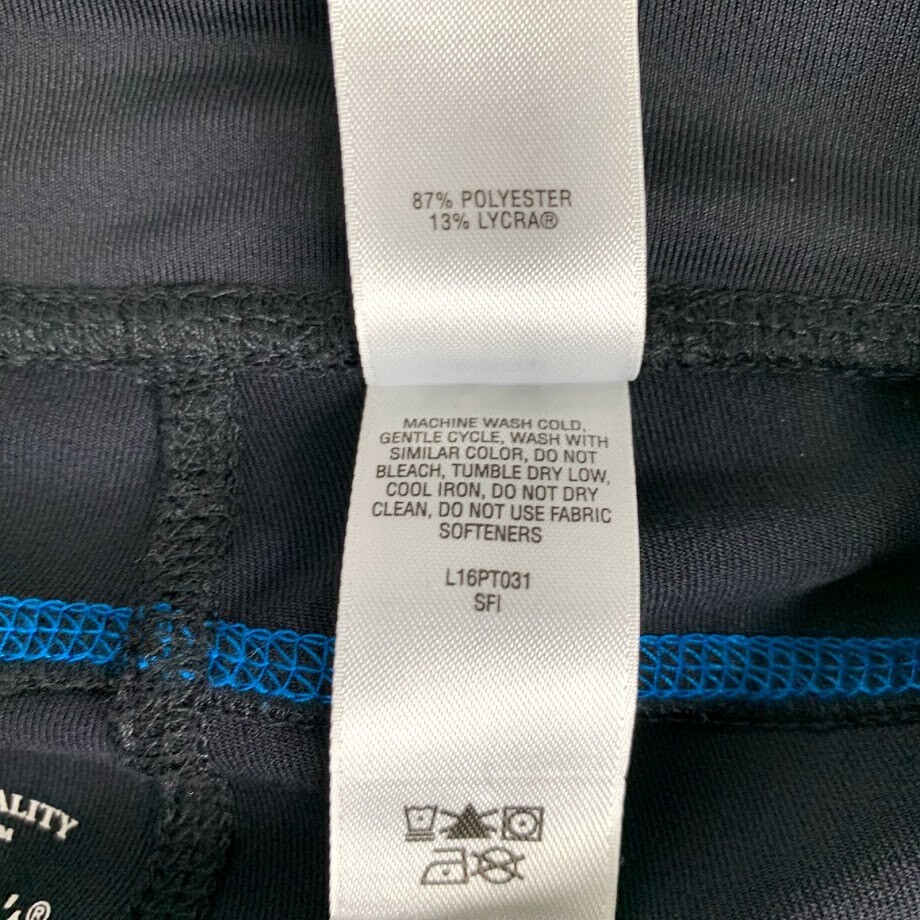 87% POLYESTER
13% LYCRA®
MACHINE WASH COLD,
GENTLE CYCLE, WASH WITH
SIMILAR COLOR, DO NOT
BLEACH, TUMBLE DRY LOW,
COOL IRON, DO NOT DRY
CLEAN, DO NOT USE FABRIC
SOFTENERS
L16PT031
SFI
ALITY
®